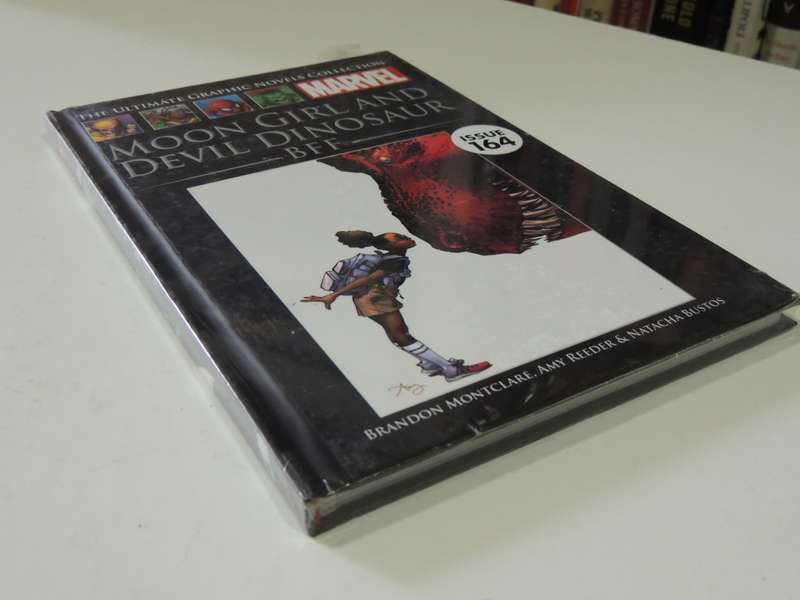 THE ULTIMATE GRAPHIC NOVELS COLLECTION
MARVEL
MOON GIRL AND
DEVIL DINOSAUR
BFF
ISSUE
164
Amy
BRANDON MONTCLARE, AMY REEDER & NATACHA BUSTOS